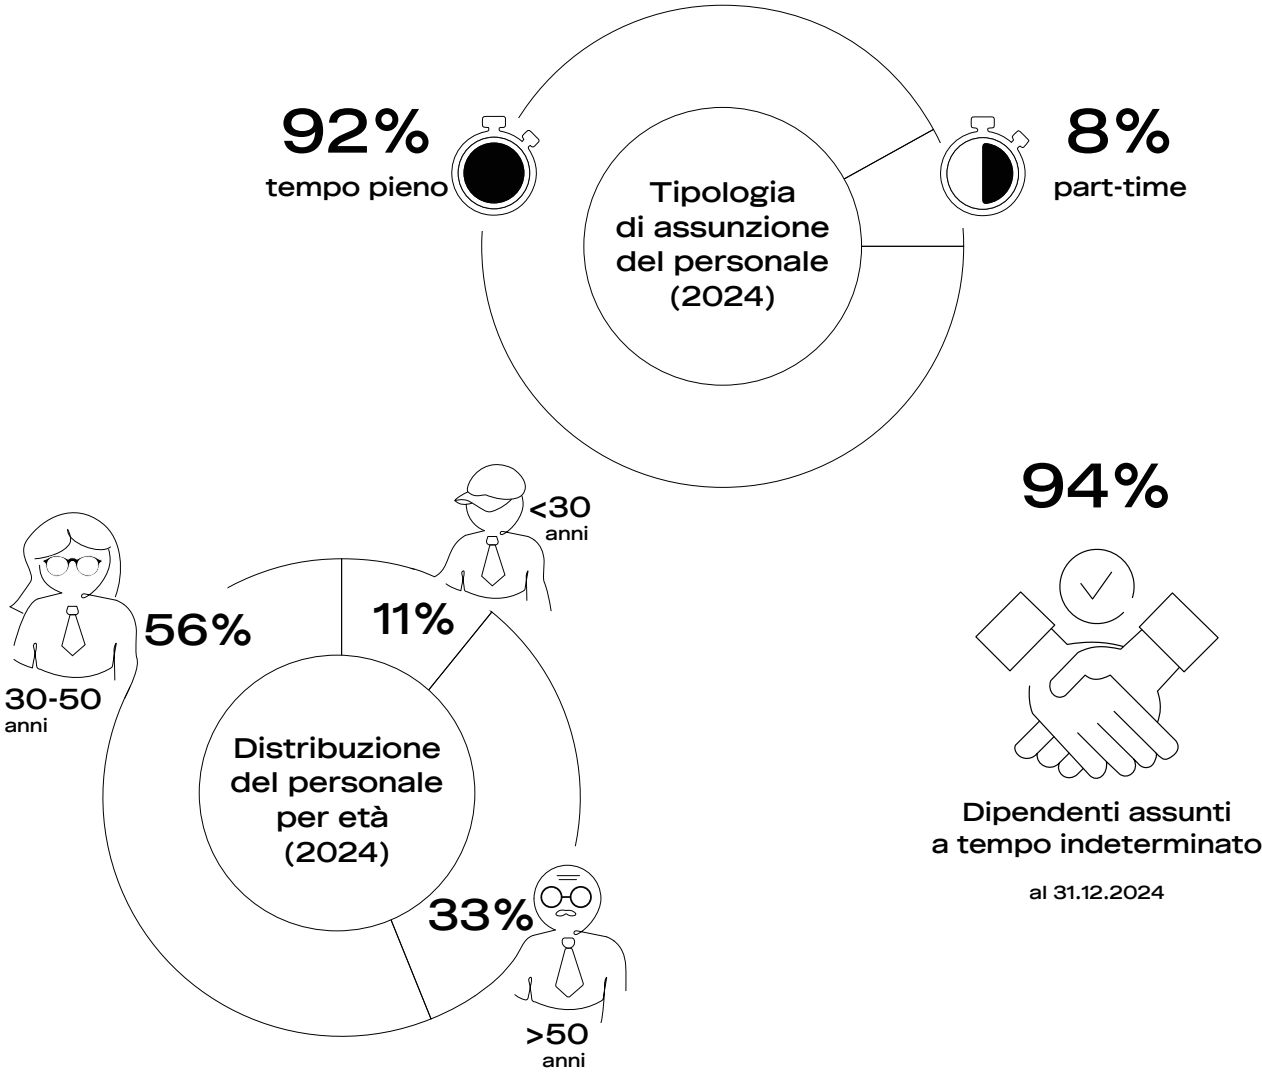 92%
tempo pieno
8%
part-time
Tipologia
di assunzione
del personale
(2024)
94%
Dipendenti assunti
a tempo indeterminato
al 31.12.2024
<30
anni
11%
56%
30-50
anni
Distribuzione
del personale
per età
(2024)
33%
>50
anni